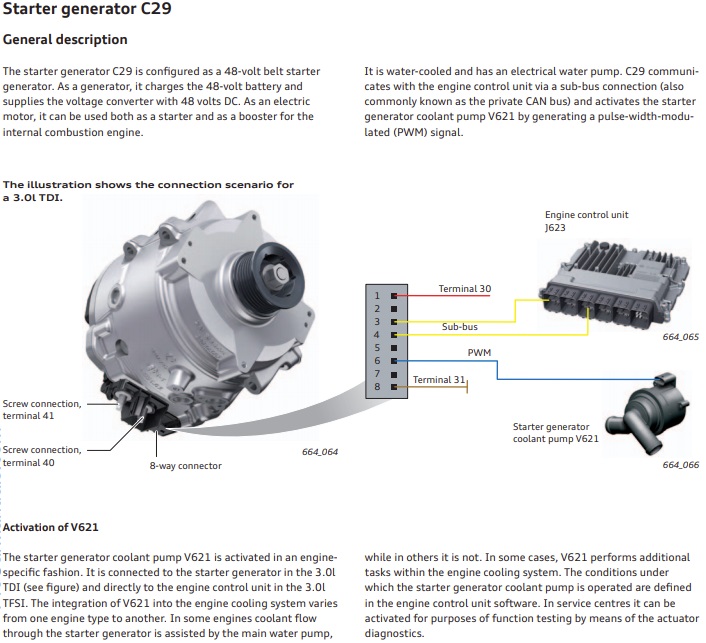 Starter generator C29
General description
The starter generator C29 is configured as a 48-volt belt starter
generator. As a generator, it charges the 48-volt battery and
supplies the voltage converter with 48 volts DC. As an electric
motor, it can be used both as a starter and as a booster for the
internal combustion engine.
It is water-cooled and has an electrical water pump. C29 communi-
cates with the engine control unit via a sub-bus connection (also
commonly known as the private CAN bus) and activates the starter
generator coolant pump V621 by generating a pulse-width-modu-
lated (PWM) signal.
The illustration shows the connection scenario for
a 3.0l TDI.
Engine control unit
J623
1
2
3
4
5
6
7
8
Terminal 30
Sub-bus
PWM
Terminal 31
664_065
Screw connection,
terminal 41
Screw connection,
terminal 40
8-way connector
664_064
Starter generator
coolant pump V621
664_066
Activation of V621
The starter generator coolant pump V621 is activated in an engine-
specific fashion. It is connected to the starter generator in the 3.0l
TDI (see figure) and directly to the engine control unit in the 3.0l
TFSI. The integration of V621 into the engine cooling system varies
from one engine type to another. In some engines coolant flow
through the starter generator is assisted by the main water pump,
while in others it is not. In some cases, V621 performs additional
tasks within the engine cooling system. The conditions under
which the starter generator coolant pump is operated are defined
in the engine control unit software. In service centres it can be
activated for purposes of function testing by means of the actuator
diagnostics.